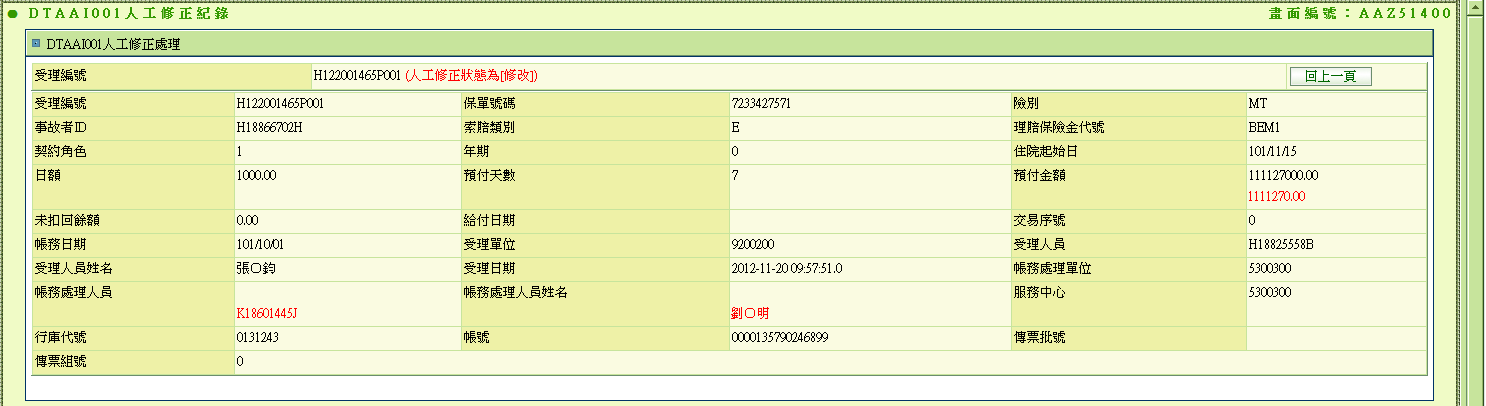 DTAAI001人工修正紀錄 畫面編號：AAZ51400
DTAAI001人工修正處理
受理編號 H122001465P001 (人工修正狀態為[修改]) 回上一頁
受理編號 H122001465P001 保單號碼 7233427571 險別 MT
事故者ID H18866702H 索賠類別 E 理賠保險金代號 BEM1
契約角色 1 年期 0 住院起始日 101/11/15
日額 1000.00 預付天數 7 預付金額 111127000.00
1111270.00
未扣回餘額 0.00 給付日期 交易序號 0
帳務日期 101/10/01 受理單位 9200200 受理人員 H18825558B
受理人員姓名 張〇鈞 受理日期 2012-11-20 09:57:51.0 帳務處理單位 5300300
帳務處理人員 帳務處理人員姓名 服務中心 5300300
K18601445J 劉〇明
行庫代號 0131243 帳號 0000135790246899 傳票批號
傳票組號 0